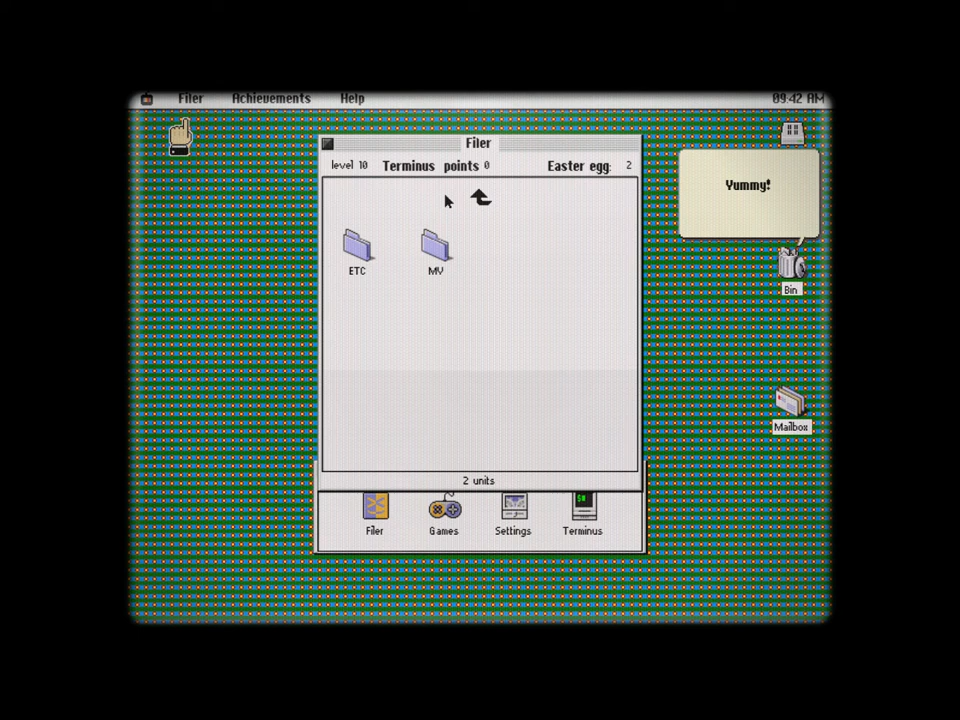 Filer Achievements Help 09:42 AM
Filer
level 10 Terminus points 0 Easter egg: 2
Yummy!
ETC MV
Bin
Mailbox
2 units
$W
Filer Games Settings Terminus